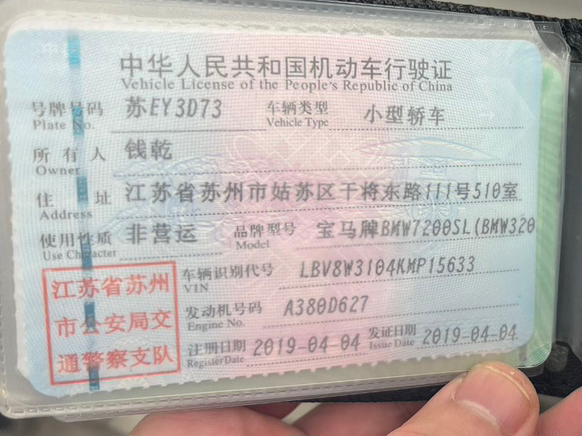 中华人民共和国机动车行驶证
Vehicle License of the People's Republic of China
号牌号码 苏EY3D73 车辆类型 小型轿车
Plate No. Vehicle Type
所有人 钱乾
Owner
住址 江苏省苏州市姑苏区干将东路111号510室
Address
使用性质 非营运 品牌型号 宝马牌BMW7200SL(BMW320
Use Character Model
江苏省苏州
市公安局交
通警察支队
车辆识别代号 LBV8W3104KMP15633
VIN
发动机号码 A380D627
Engine No.
注册日期 2019-04-04 发证日期 2019-04-04
RegisterDate Issue Date